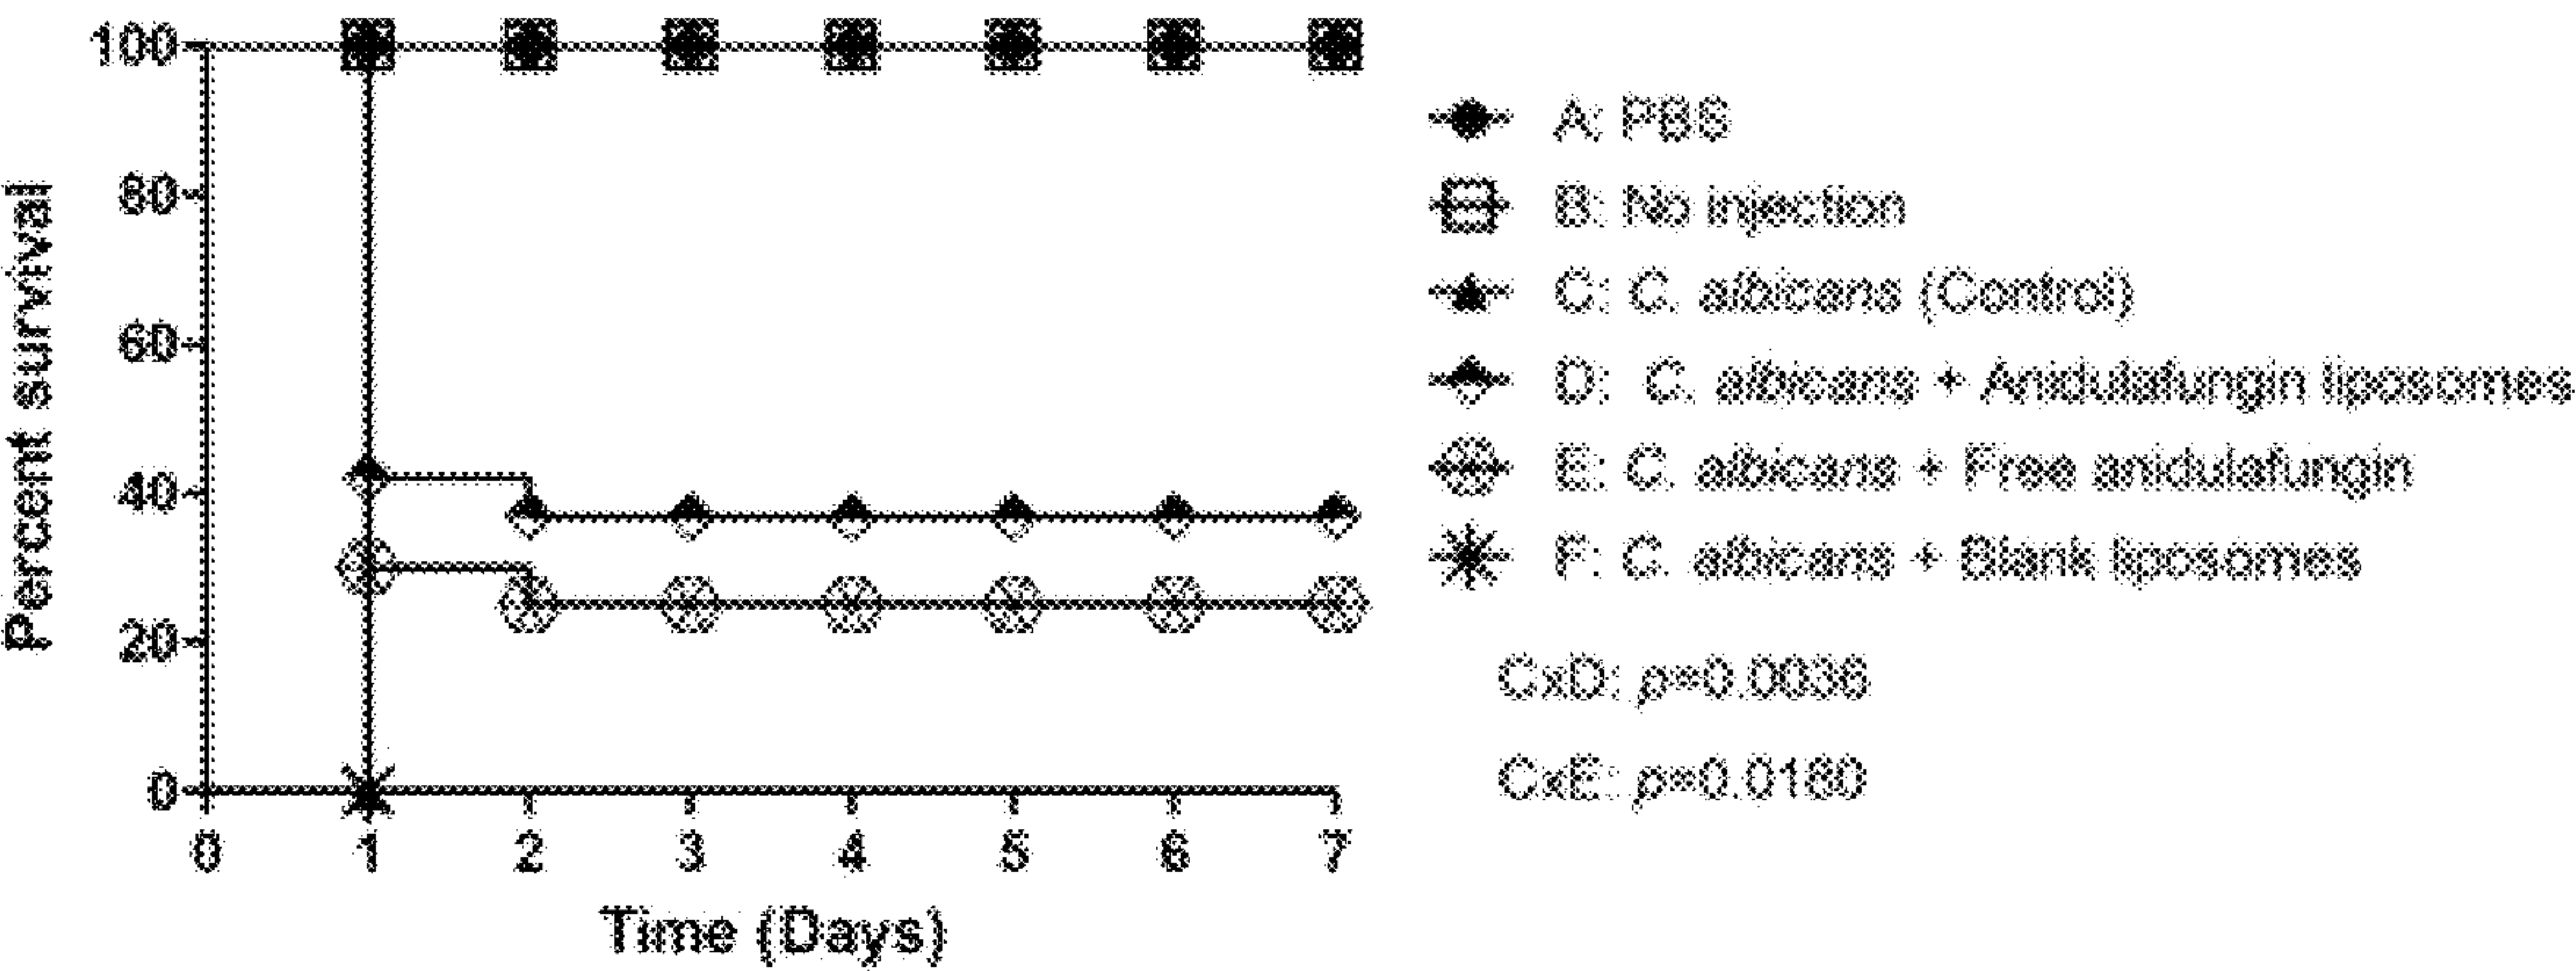 Percent survival
100
80
60
40
20
0
0 1 2 3 4 5 6 7
Time (Days)
A: PBS
B: No injection
C: C. albicans (Control)
D: C. albicans + Anidulafungin liposomes
E: C. albicans + Free anidulafungin
F: C. albicans + Blank liposomes
CxD: p=0.0036
CxE: p=0.0160